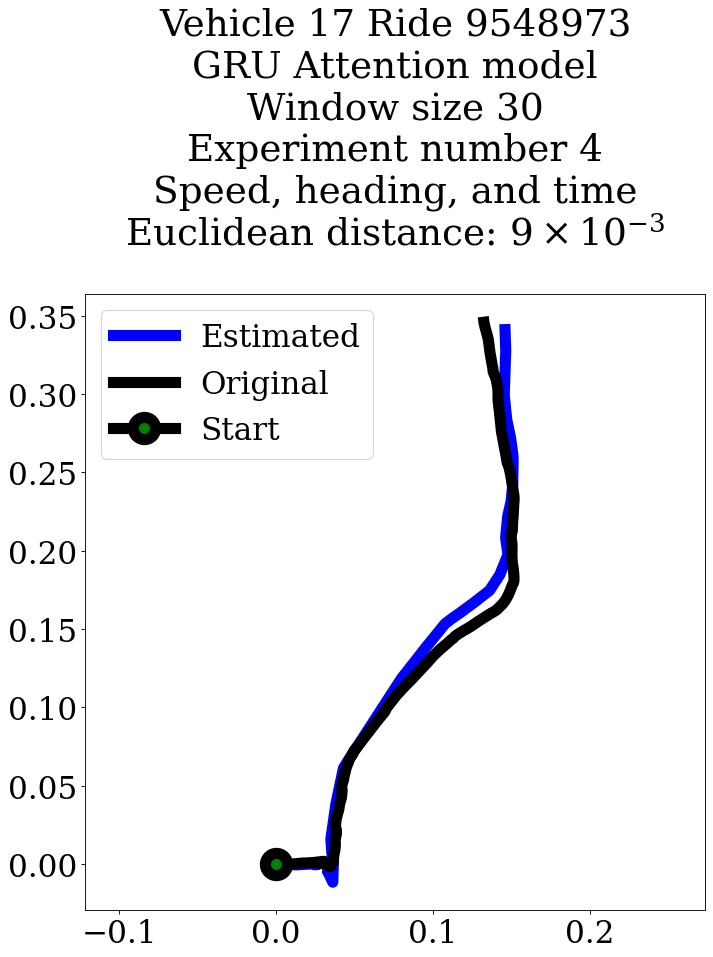 Vehicle 17 Ride 9548973
GRU Attention model
Window size 30
Experiment number 4
Speed, heading, and time
Euclidean distance: 9 × 10⁻³
Estimated
Original
Start
0.35
0.30
0.25
0.20
0.15
0.10
0.05
0.00
−0.1 0.0 0.1 0.2